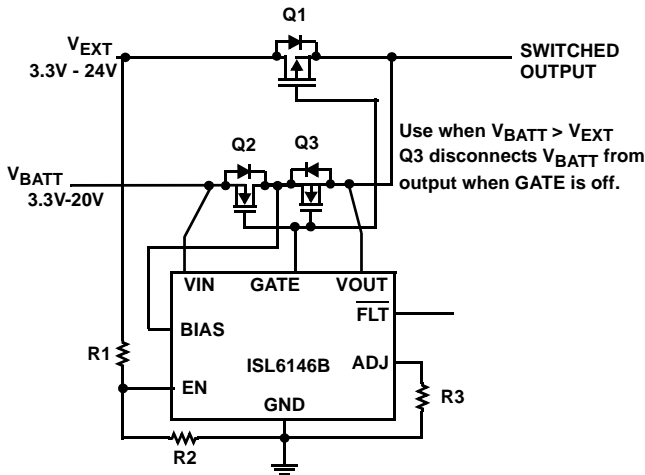 Q1
VEXT
3.3V - 24V
SWITCHED
OUTPUT
Q2
Q3
Use when VBATT > VEXT
Q3 disconnects VBATT from
output when GATE is off.
VBATT
3.3V-20V
VIN
GATE
VOUT
FLT
BIAS
R1
ISL6146B
ADJ
EN
R3
GND
R2